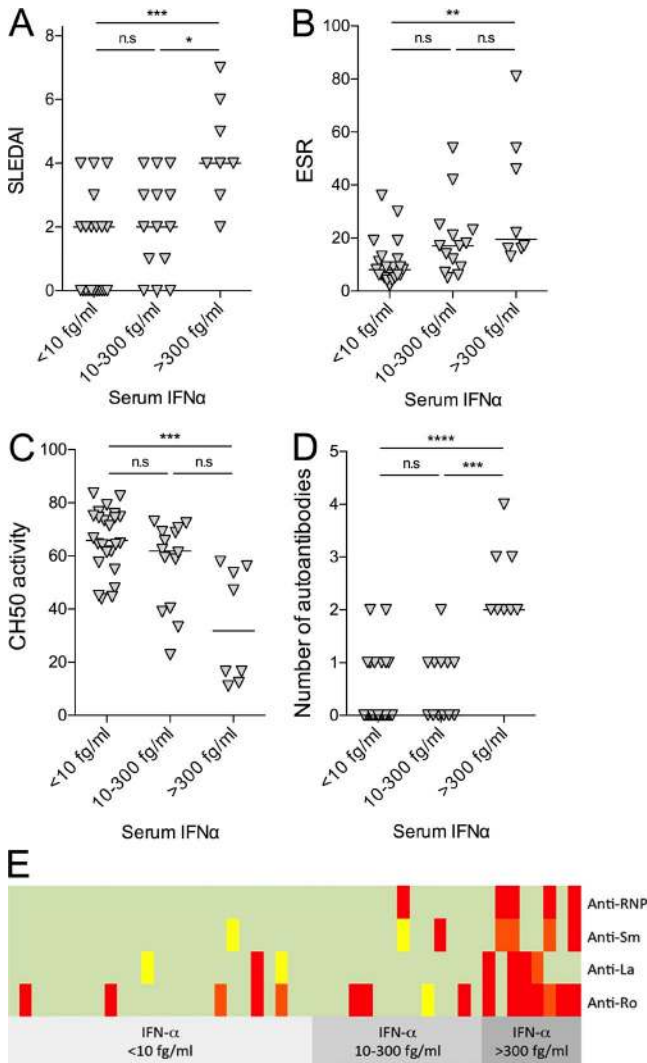 A
***
n.s
*
8
6
4
2
0
SLEDAI
<10 fg/ml
10-300 fg/ml
>300 fg/ml
Serum IFNα
B
**
n.s
n.s
100
80
60
40
20
0
ESR
<10 fg/ml
10-300 fg/ml
>300 fg/ml
Serum IFNα
C
***
n.s
n.s
100
80
60
40
20
0
CH50 activity
<10 fg/ml
10-300 fg/ml
>300 fg/ml
Serum IFNα
D
****
n.s
***
5
4
3
2
1
0
Number of autoantibodies
<10 fg/ml
10-300 fg/ml
>300 fg/ml
Serum IFNα
E
Anti-RNP
Anti-Sm
Anti-La
Anti-Ro
IFN-α
<10 fg/ml
IFN-α
10-300 fg/ml
IFN-α
>300 fg/ml